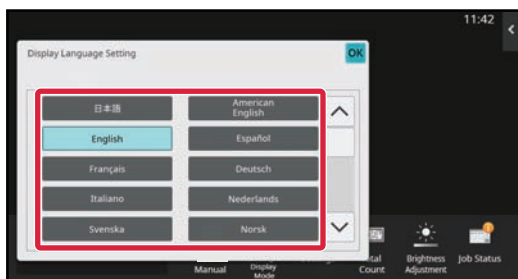 11:42
Display Language Setting
OK
日本語
American
English
English
Español
Français
Deutsch
Italiano
Nederlands
Svenska
Norsk
Manual
Display
Mode
Count
Brightness
Adjustment
Job Status